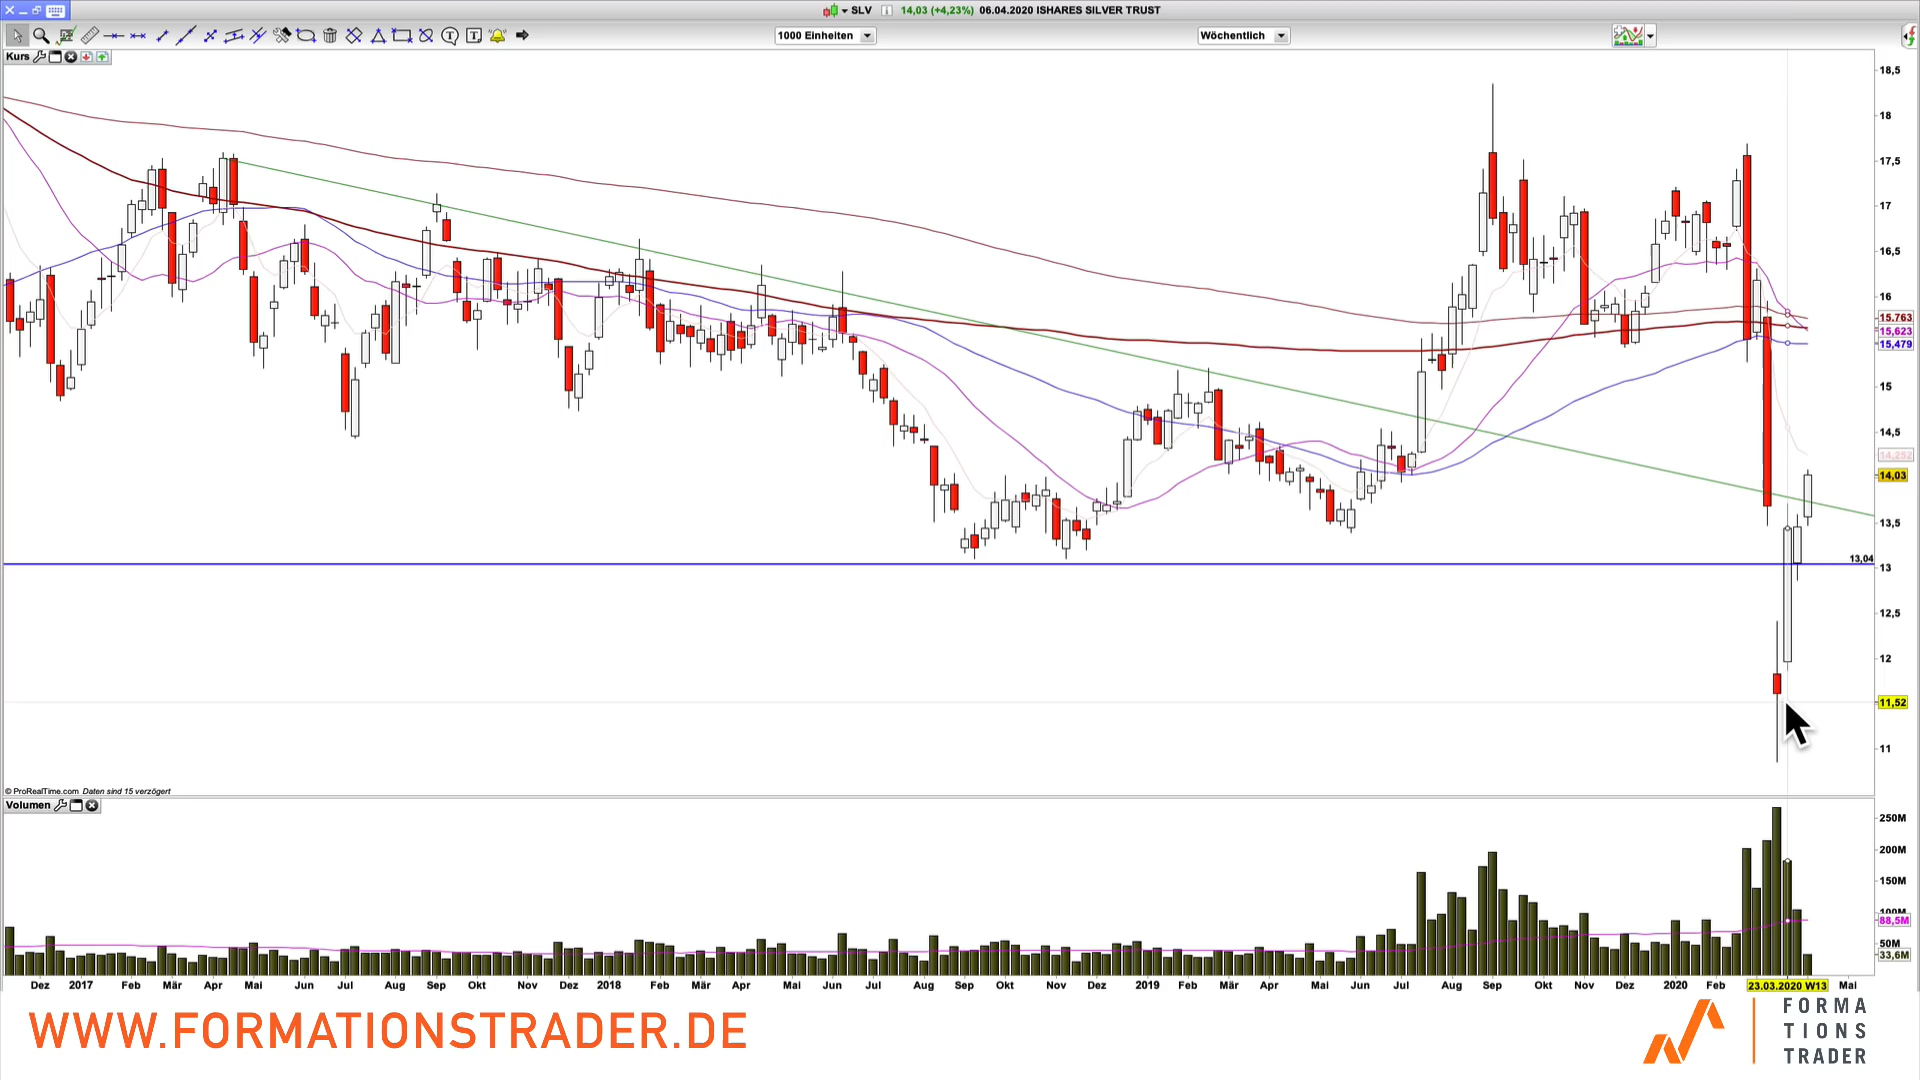 SLV 14,03 (+4,23%) 06.04.2020 ISHARES SILVER TRUST
1000 Einheiten
Wöchentlich
Kurs
18,5
18
17,5
17
16,5
16
15.763
15,623
15,479
15
14,5
14,252
14,03
13,5
13,04
13
12,5
12
11,52
11
© ProRealTime.com Daten sind 15 verzögert
Volumen
250M
200M
150M
100M
88,5M
50M
33,6M
Dez 2017 Feb Mär Apr Mai Jun Jul Aug Sep Okt Nov Dez 2018 Feb Mär Apr Mai Jun Jul Aug Sep Okt Nov Dez 2019 Feb Mär Apr Jun Jul Aug Sep Okt Nov Dez 2020 Feb 23.03.2020 W13 Mai
WWW.FORMATIONSTRADER.DE
FORMA
TIONS
TRADER